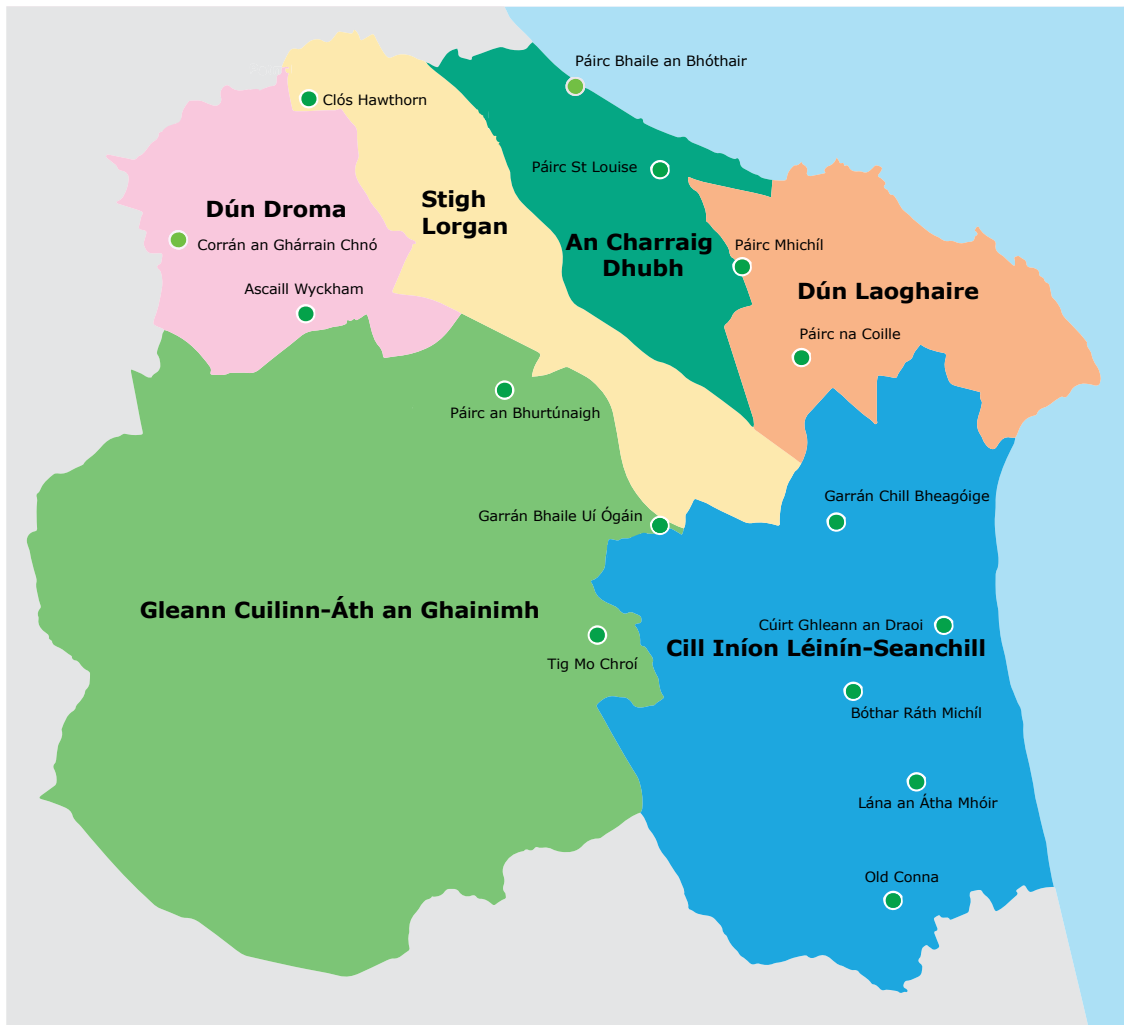 Páirc Bhaile an Bhóthair
Clós Hawthorn
Páirc St Louise
Stigh
Lorgan
Dún Droma
An Charraig
Dhubh
Corrán an Ghárrain Chnó
Páirc Mhichíl
Ascaill Wyckham
Dún Laoghaire
Páirc na Coille
Páirc an Bhurtúnaigh
Garrán Chill Bheagóige
Garrán Bhaile Uí Ógáin
Gleann Cuilinn-Áth an Ghainimh
Cúirt Ghleann an Draoi
Cill Iníon Léinín-Seanchill
Tig Mo Chroí
Bóthar Ráth Michíl
Lána an Átha Mhóir
Old Conna